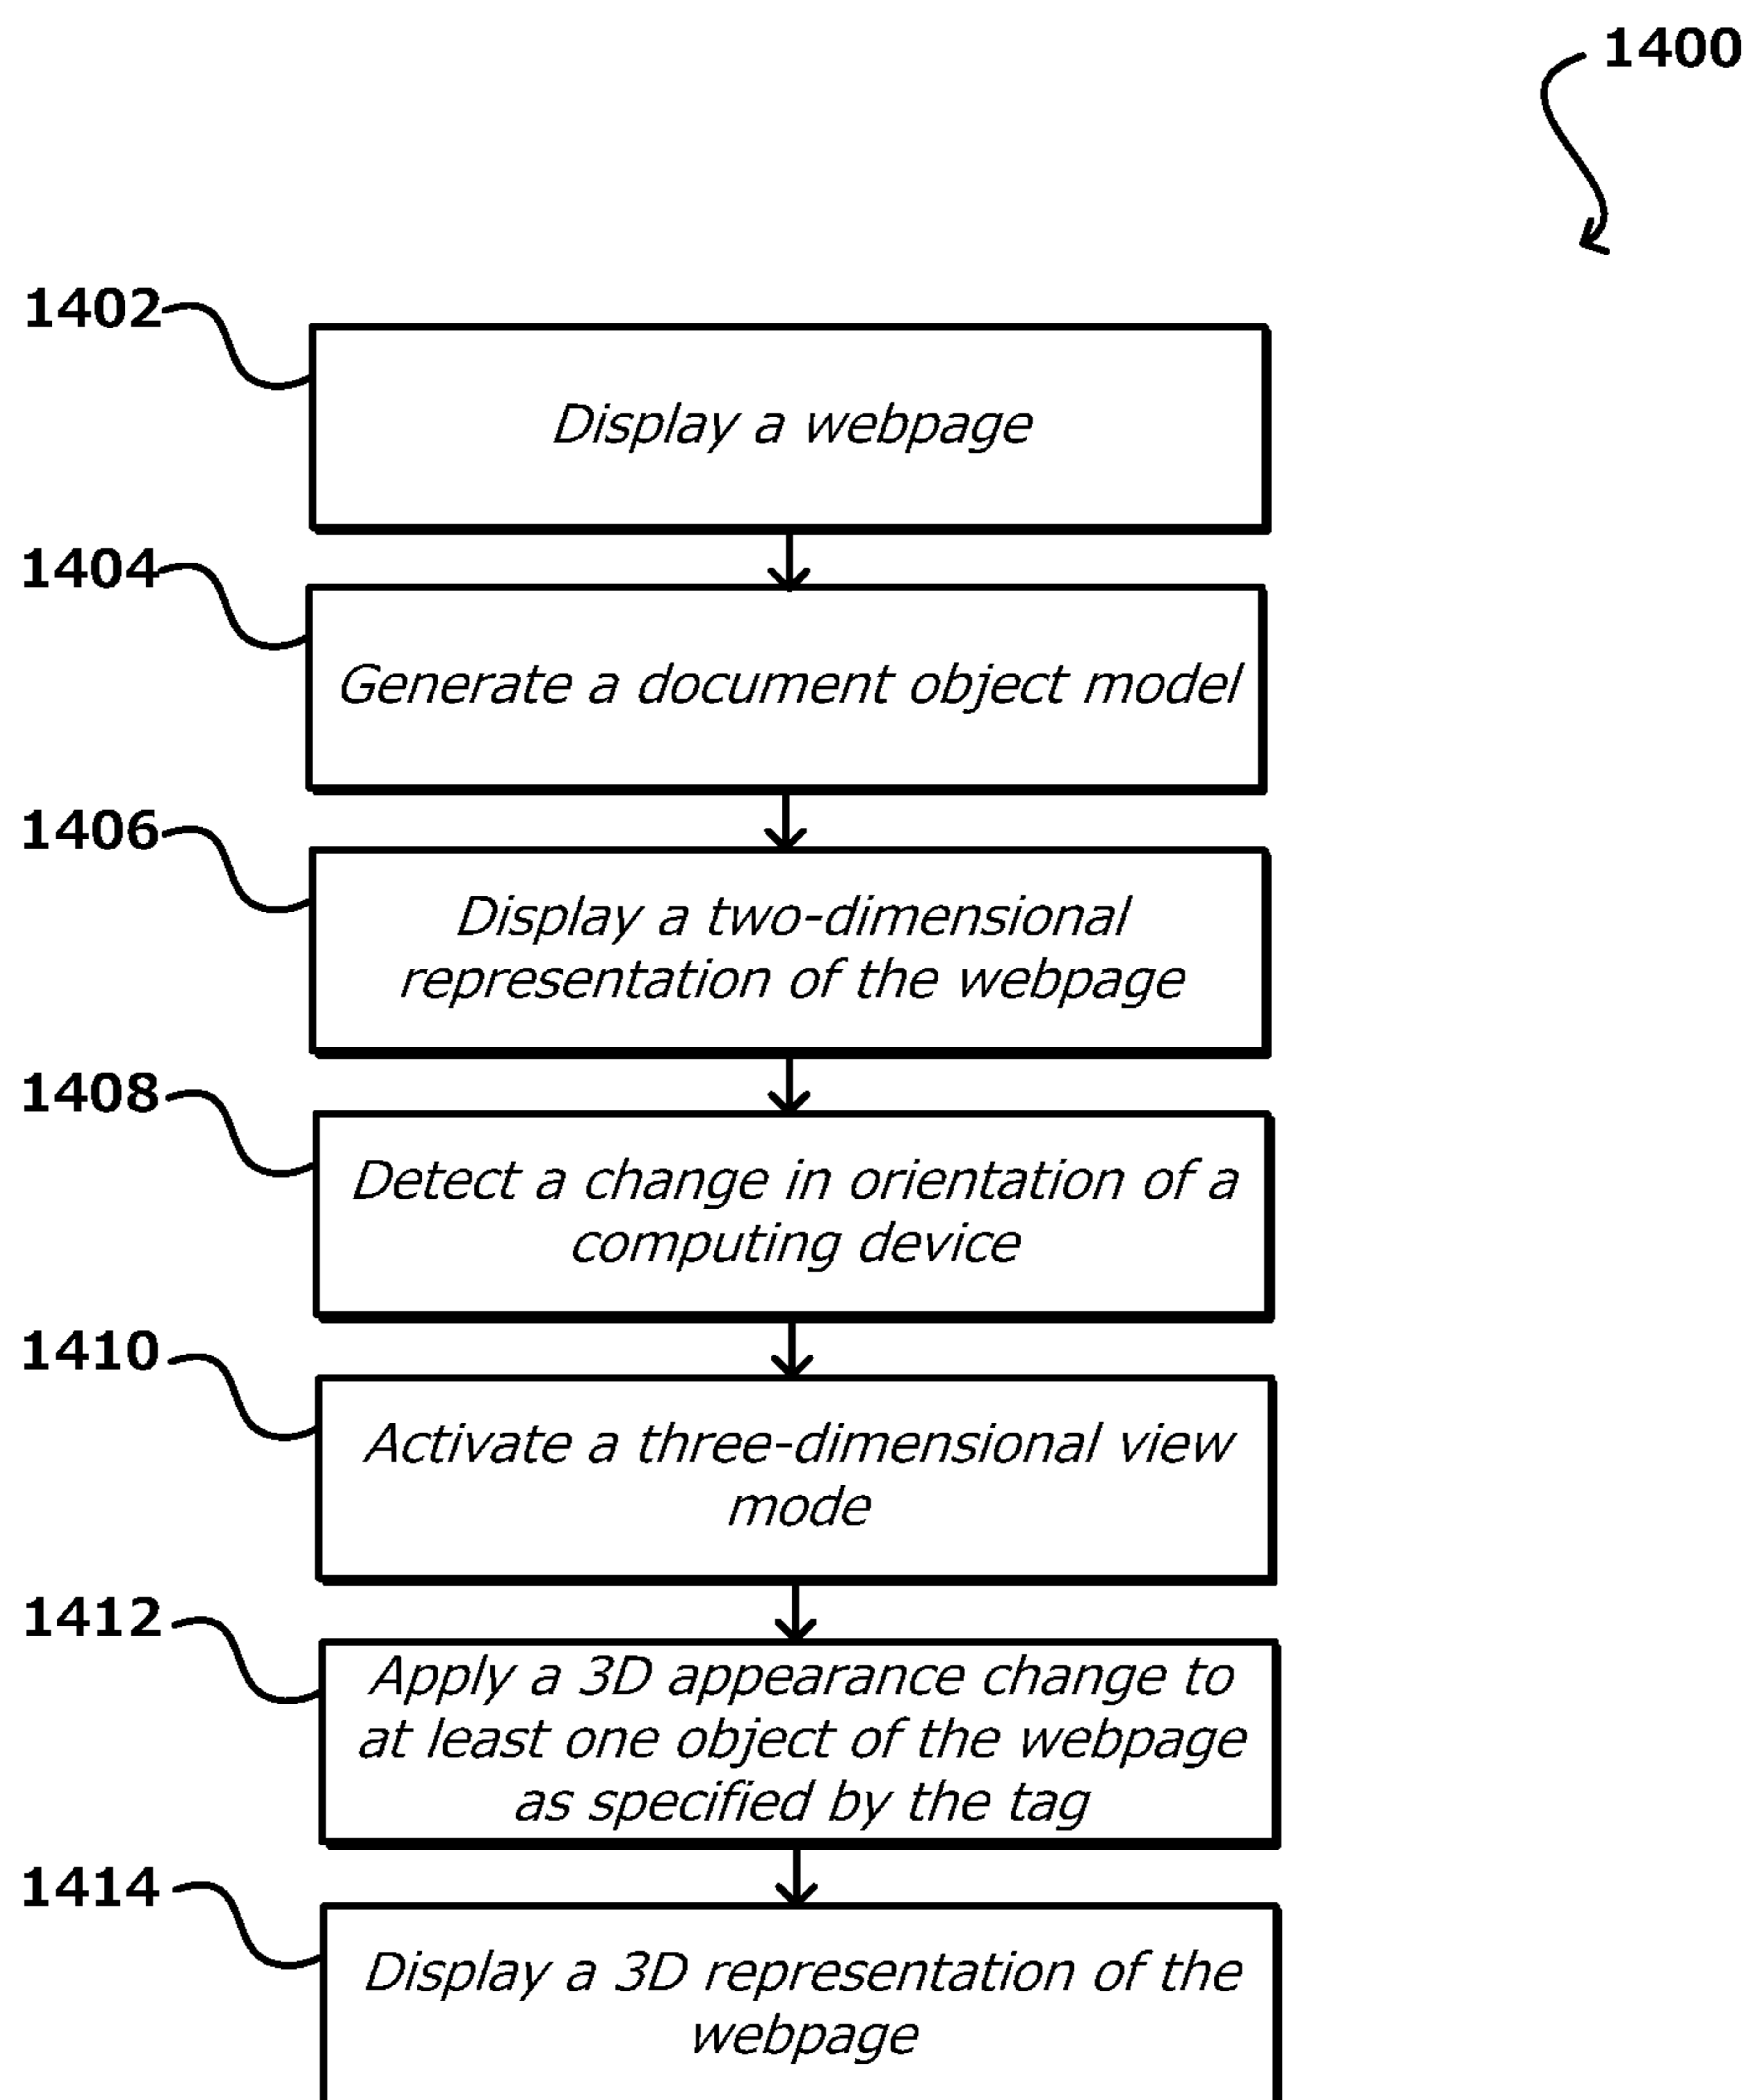 1400
1402
Display a webpage
1404
Generate a document object model
1406
Display a two-dimensional
representation of the webpage
1408
Detect a change in orientation of a
computing device
1410
Activate a three-dimensional view
mode
1412
Apply a 3D appearance change to
at least one object of the webpage
as specified by the tag
1414
Display a 3D representation of the
webpage